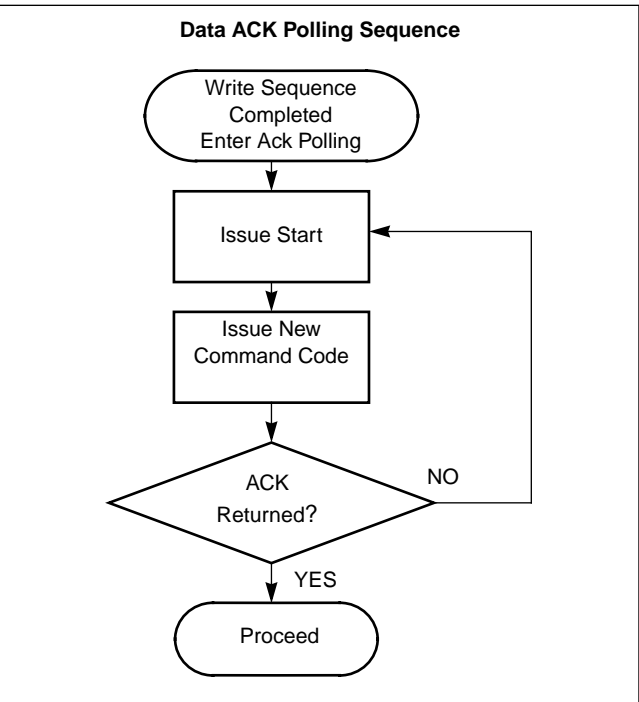 Data ACK Polling Sequence
Write Sequence
Completed
Enter Ack Polling
Issue Start
Issue New
Command Code
ACK
Returned?
NO
YES
Proceed